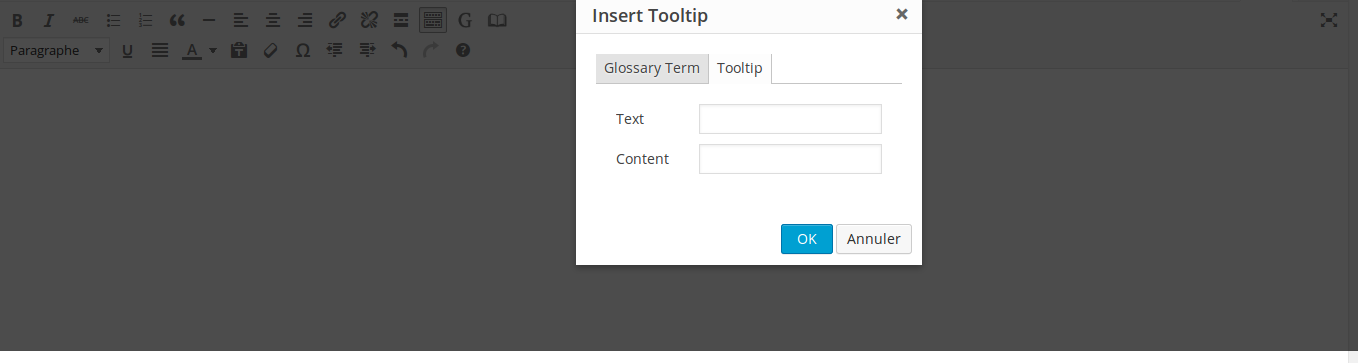 Insert Tooltip
B I ABC G
Paragraphe U A Ω
Glossary Term Tooltip
Text
Content
OK Annuler